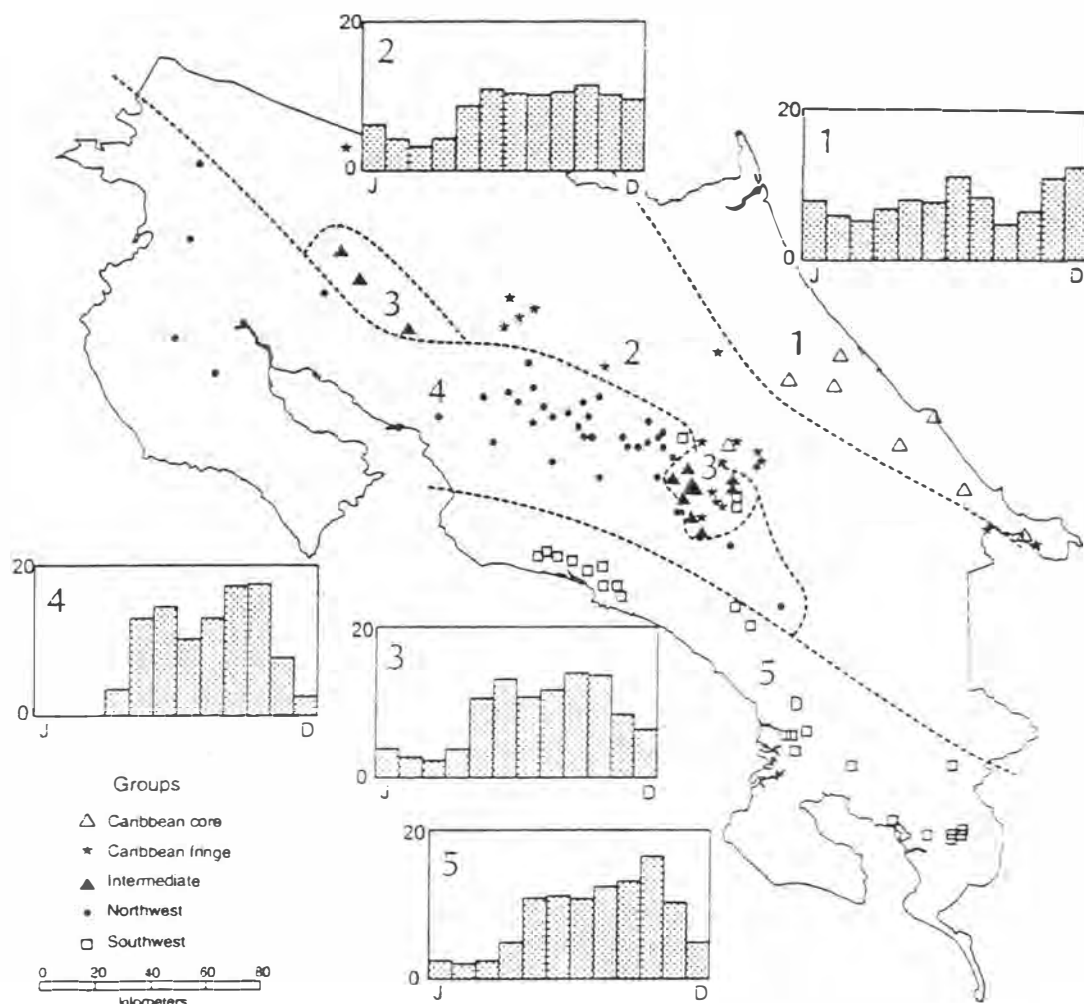 20
2
0
J
D
20
1
0
J
D
3
2
1
4
3
5
20
4
0
J
D
20
3
0
J
D
20
5
0
J
D
Groups
Caribbean core
Caribbean fringe
Intermediate
Northwest
Southwest
0 20 40 60 80
kilometers